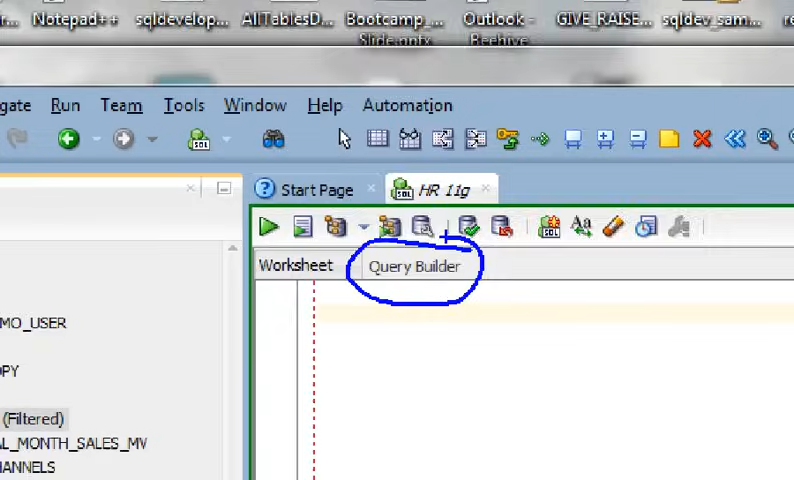 Notepad++ sqldevelop... AllTablesD... Bootcamp_... Outlook - GIVE_RAISE... sqldev_sam...
Slide.pptx Beehive
gate Run Team Tools Window Help Automation
SQL
Start Page HR 11g
Worksheet Query Builder
MO_USER
OPY
(Filtered)
AL_MONTH_SALES_MV
HANNELS